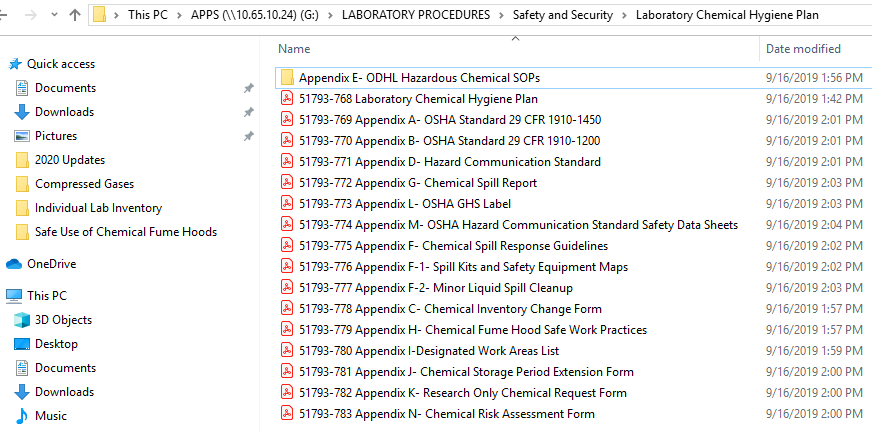 This PC > APPS (\\10.65.10.24) (G:) > LABORATORY PROCEDURES > Safety and Security > Laboratory Chemical Hygiene Plan
Name Date modified
Quick access
Documents
Downloads
Pictures
2020 Updates
Compressed Gases
Individual Lab Inventory
Safe Use of Chemical Fume Hoods
OneDrive
This PC
3D Objects
Desktop
Documents
Downloads
Music
Appendix E- ODHL Hazardous Chemical SOPs 9/16/2019 1:56 PM
51793-768 Laboratory Chemical Hygiene Plan 9/16/2019 1:42 PM
51793-769 Appendix A- OSHA Standard 29 CFR 1910-1450 9/16/2019 2:01 PM
51793-770 Appendix B- OSHA Standard 29 CFR 1910-1200 9/16/2019 2:01 PM
51793-771 Appendix D- Hazard Communication Standard 9/16/2019 2:01 PM
51793-772 Appendix G- Chemical Spill Report 9/16/2019 2:03 PM
51793-773 Appendix L- OSHA GHS Label 9/16/2019 2:03 PM
51793-774 Appendix M- OSHA Hazard Communication Standard Safety Data Sheets 9/16/2019 2:04 PM
51793-775 Appendix F- Chemical Spill Response Guidelines 9/16/2019 2:02 PM
51793-776 Appendix F-1- Spill Kits and Safety Equipment Maps 9/16/2019 2:02 PM
51793-777 Appendix F-2- Minor Liquid Spill Cleanup 9/16/2019 2:03 PM
51793-778 Appendix C- Chemical Inventory Change Form 9/16/2019 1:57 PM
51793-779 Appendix H- Chemical Fume Hood Safe Work Practices 9/16/2019 1:57 PM
51793-780 Appendix I-Designated Work Areas List 9/16/2019 1:59 PM
51793-781 Appendix J- Chemical Storage Period Extension Form 9/16/2019 2:00 PM
51793-782 Appendix K- Research Only Chemical Request Form 9/16/2019 2:00 PM
51793-783 Appendix N- Chemical Risk Assessment Form 9/16/2019 2:00 PM